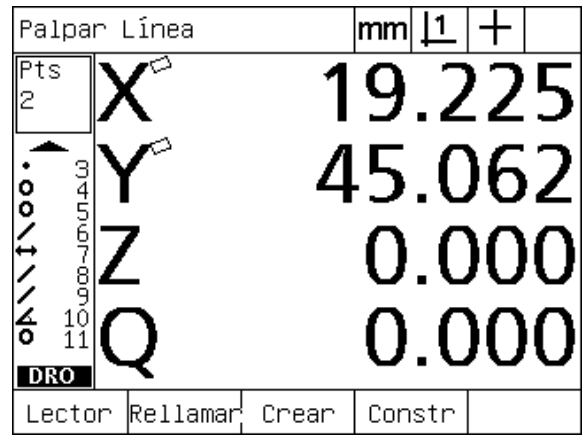 Palpar Línea mm 1
Pts
2
X 19.225
Y 45.062
Z 0.000
Q 0.000
3
4
5
6
7
8
9
10
11
DRO
Lector Rellamar Crear Constr